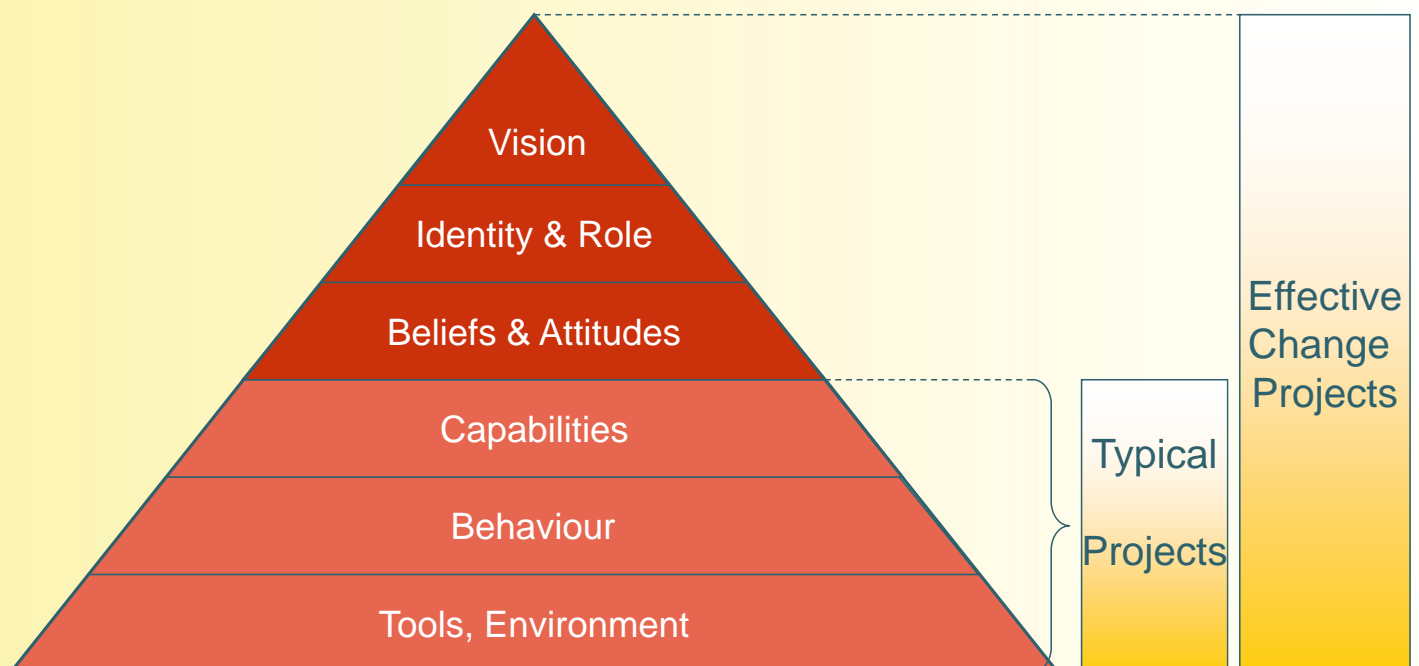 Vision
Identity & Role
Beliefs & Attitudes
Capabilities
Behaviour
Tools, Environment
Typical
Projects
Effective
Change
Projects